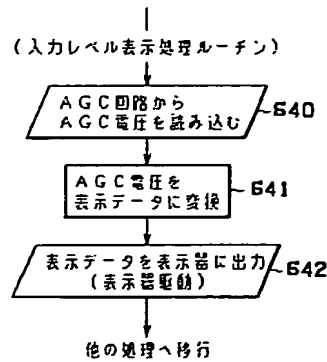 (入力レベル表示処理ルーチン)
AGC回路から
AGC電圧を読み込む
640
AGC電圧を
表示データに変換
641
表示データを表示器に出力
(表示器駆動)
642
他の処理へ移行